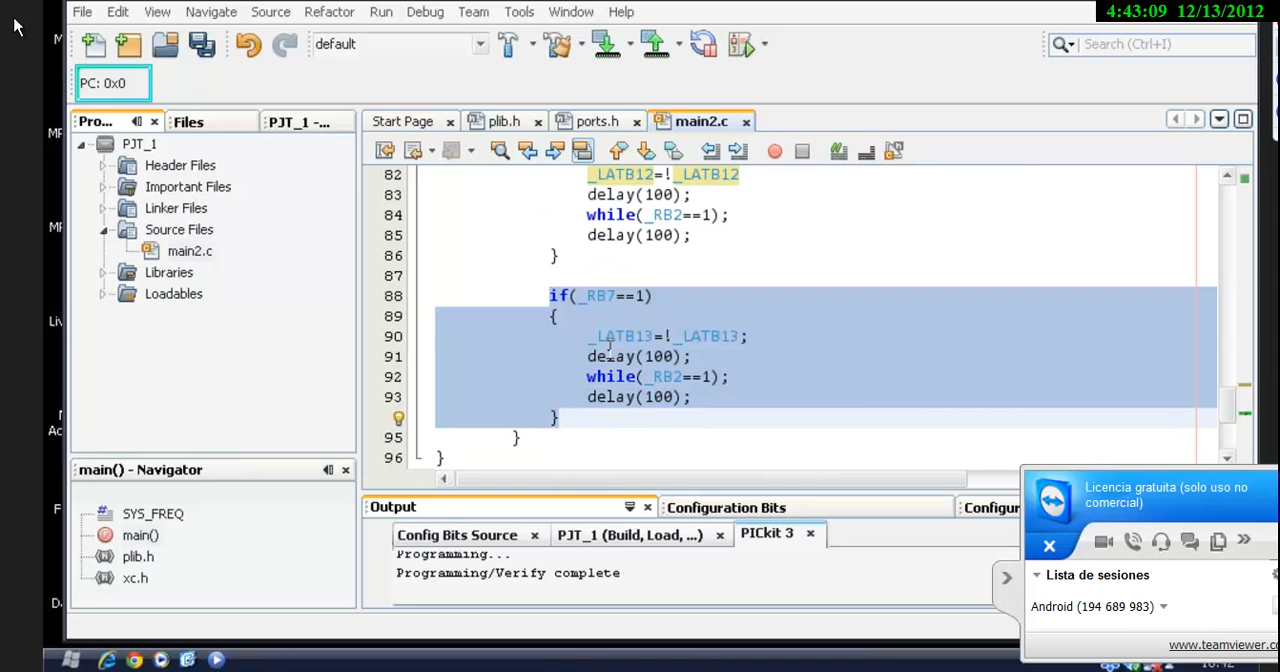 File Edit View Navigate Source Refactor Run Debug Team Tools Window Help
4:43:09 12/13/2012
default
Search (Ctrl+I)
PC: 0x0
Pro...
Files
PJT_1 -...
Start Page
plib.h
ports.h
main2.c
PJT_1
Header Files
Important Files
Linker Files
Source Files
main2.c
Libraries
Loadables
82 _LATB12=!_LATB12
83 delay(100);
84 while(_RB2==1);
85 delay(100);
86 }
87
88 if(_RB7==1)
89 {
90 _LATB13=!_LATB13;
91 delay(100);
92 while(_RB2==1);
93 delay(100);
}
95 }
96 }
main() - Navigator
SYS_FREQ
main()
plib.h
xc.h
Output
Configuration Bits
Config Bits Source
PJT_1 (Build, Load, ...)
PICkit 3
Programming...
Programming/Verify complete
Licencia gratuita (solo uso no
comercial)
Lista de sesiones
Android (194 689 983)
www.teamviewer.c